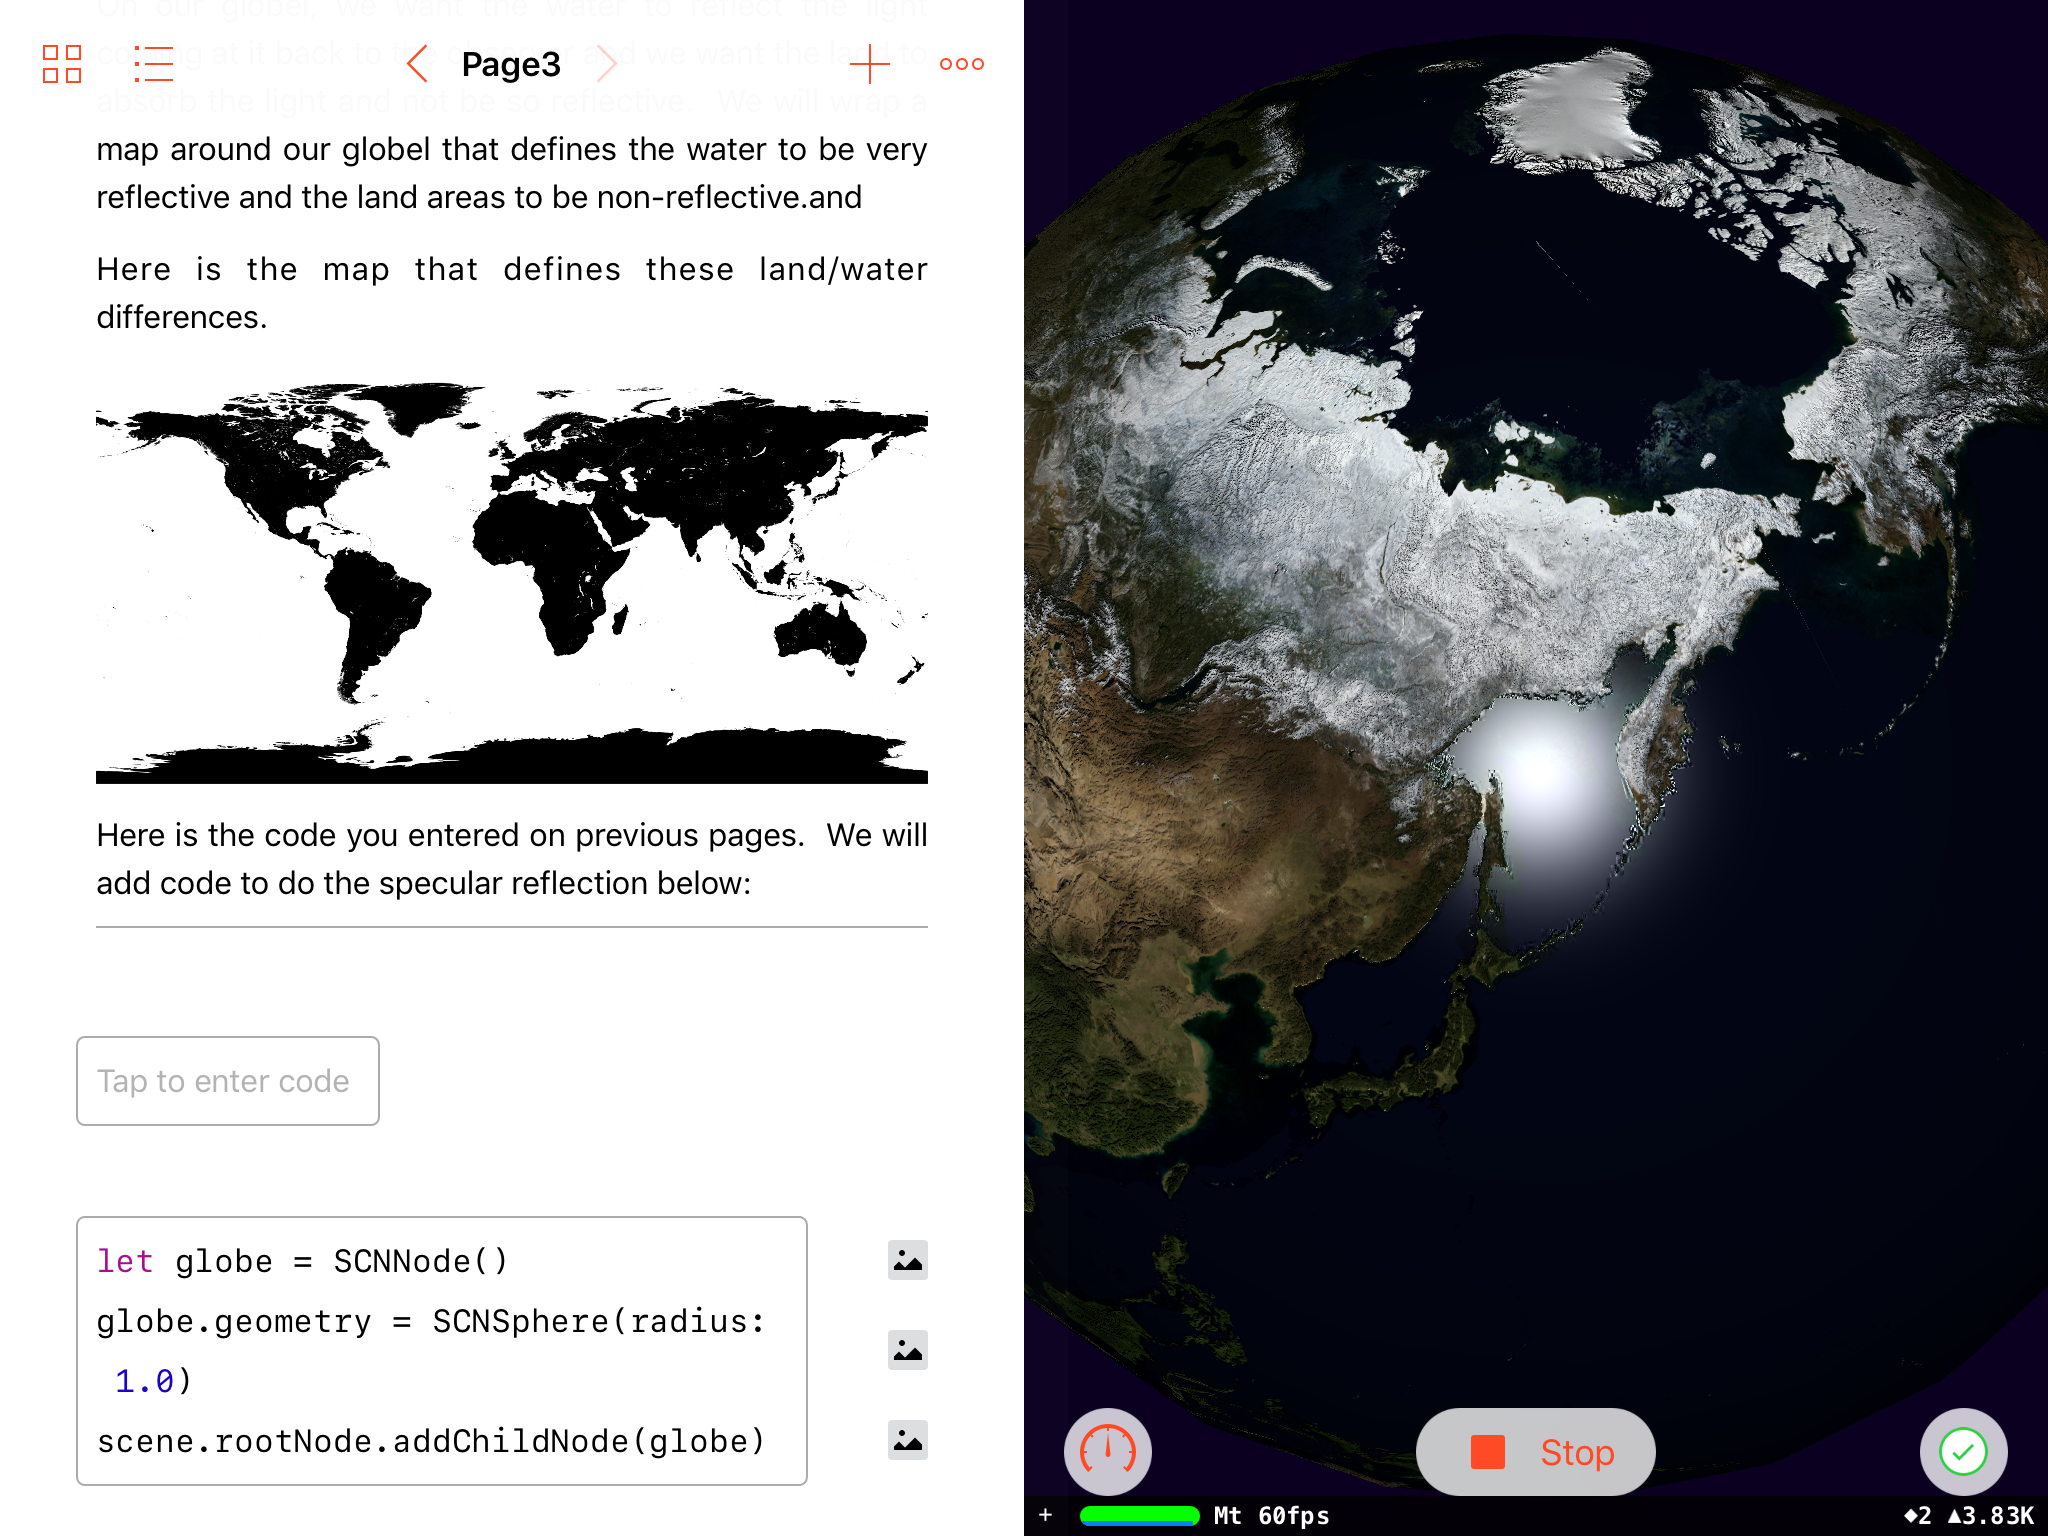 On our globel, we want the water to reflect the light
coming at it back to the observer and we want the land to
Page3
absorb the light and not be so reflective. We will wrap a
map around our globel that defines the water to be very
reflective and the land areas to be non-reflective.and
Here is the map that defines these land/water
differences.
Here is the code you entered on previous pages. We will
add code to do the specular reflection below:
Tap to enter code
let globe = SCNNode()
globe.geometry = SCNSphere(radius:
1.0)
scene.rootNode.addChildNode(globe)
Stop
+ Mt 60fps ◆2 ▲3.83K